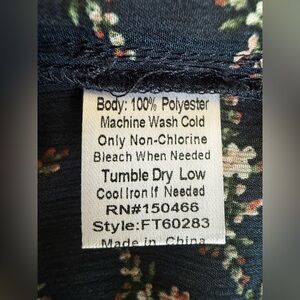 Body: 100% Polyester
Machine Wash Cold
Only Non-Chlorine
Bleach When Needed
Tumble Dry Low
Cool Iron If Needed
RN#150466
Style:FT60283
Made in China